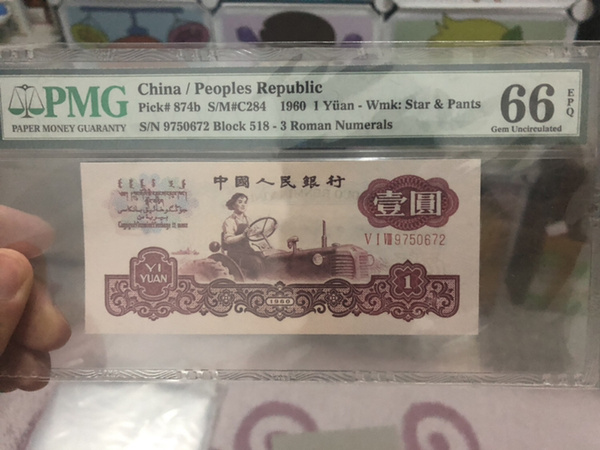 PMG
PAPER MONEY GUARANTY
China / Peoples Republic
Pick# 874b S/M#C284 1960 1 Yüan - Wmk: Star & Pants
S/N 9750672 Block 518 - 3 Roman Numerals
66 EPQ
Gem Uncirculated
中國人民銀行
壹圓
V I VIII 9750672
YI
YUAN
1960
1